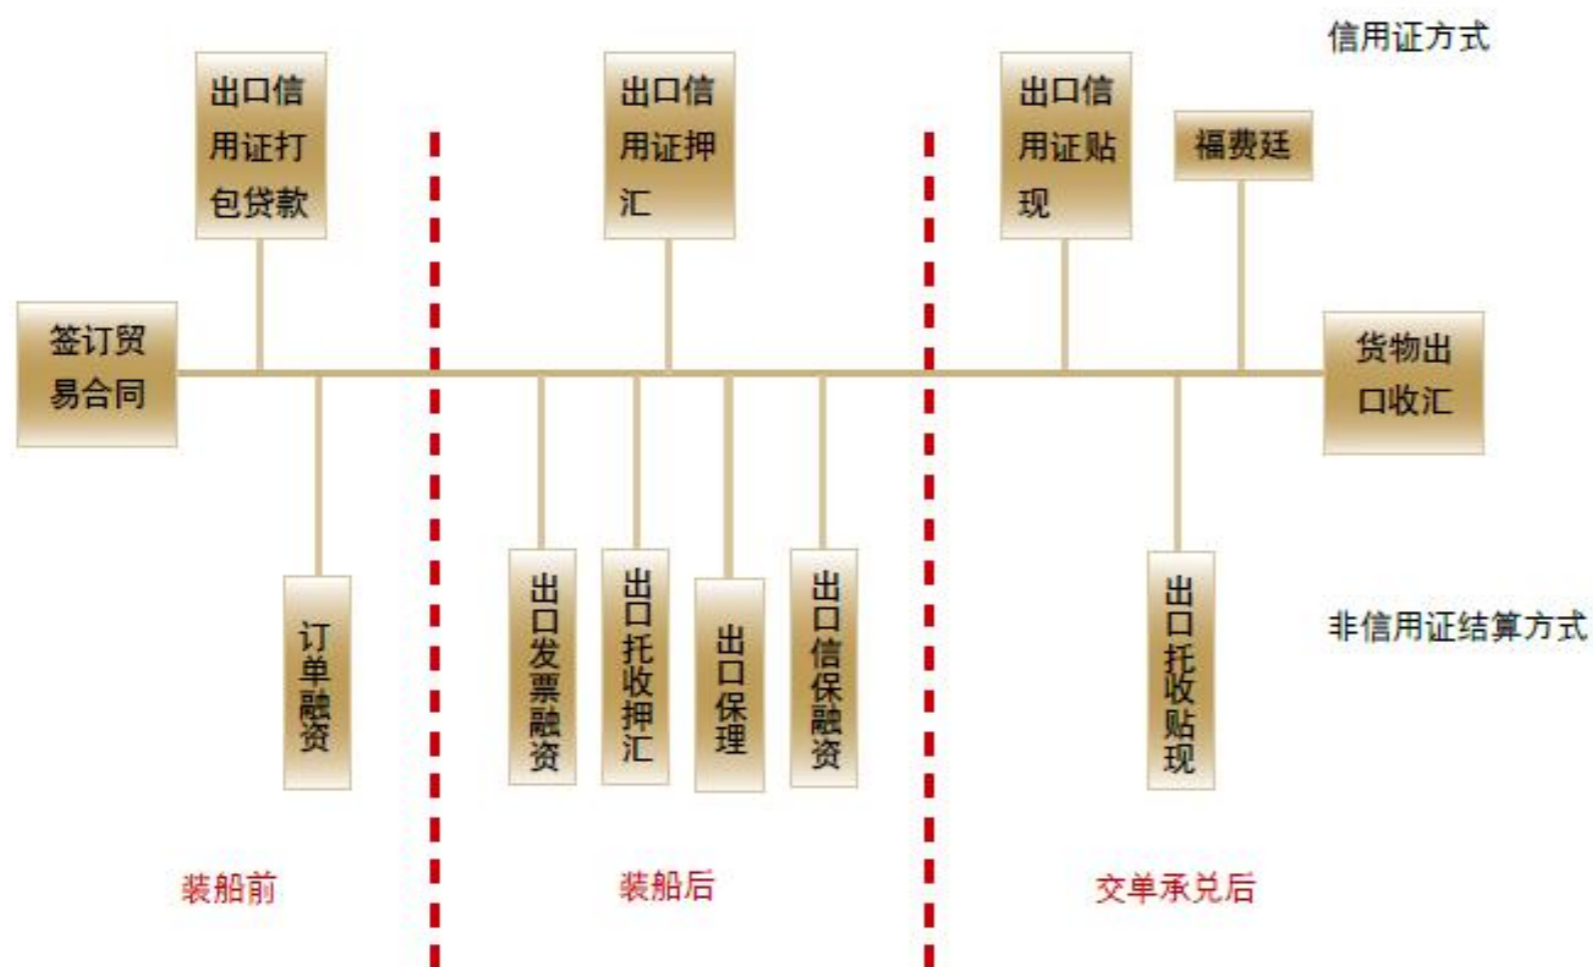 信用证方式
出口信
用证打
包贷款
出口信
用证押
汇
出口信
用证贴
现
福费廷
签订贸
易合同
货物出
口收汇
订单融资
出口发票融资
出口托收押汇
出口保理
出口信保融资
出口托收贴现
非信用证结算方式
装船前
装船后
交单承兑后